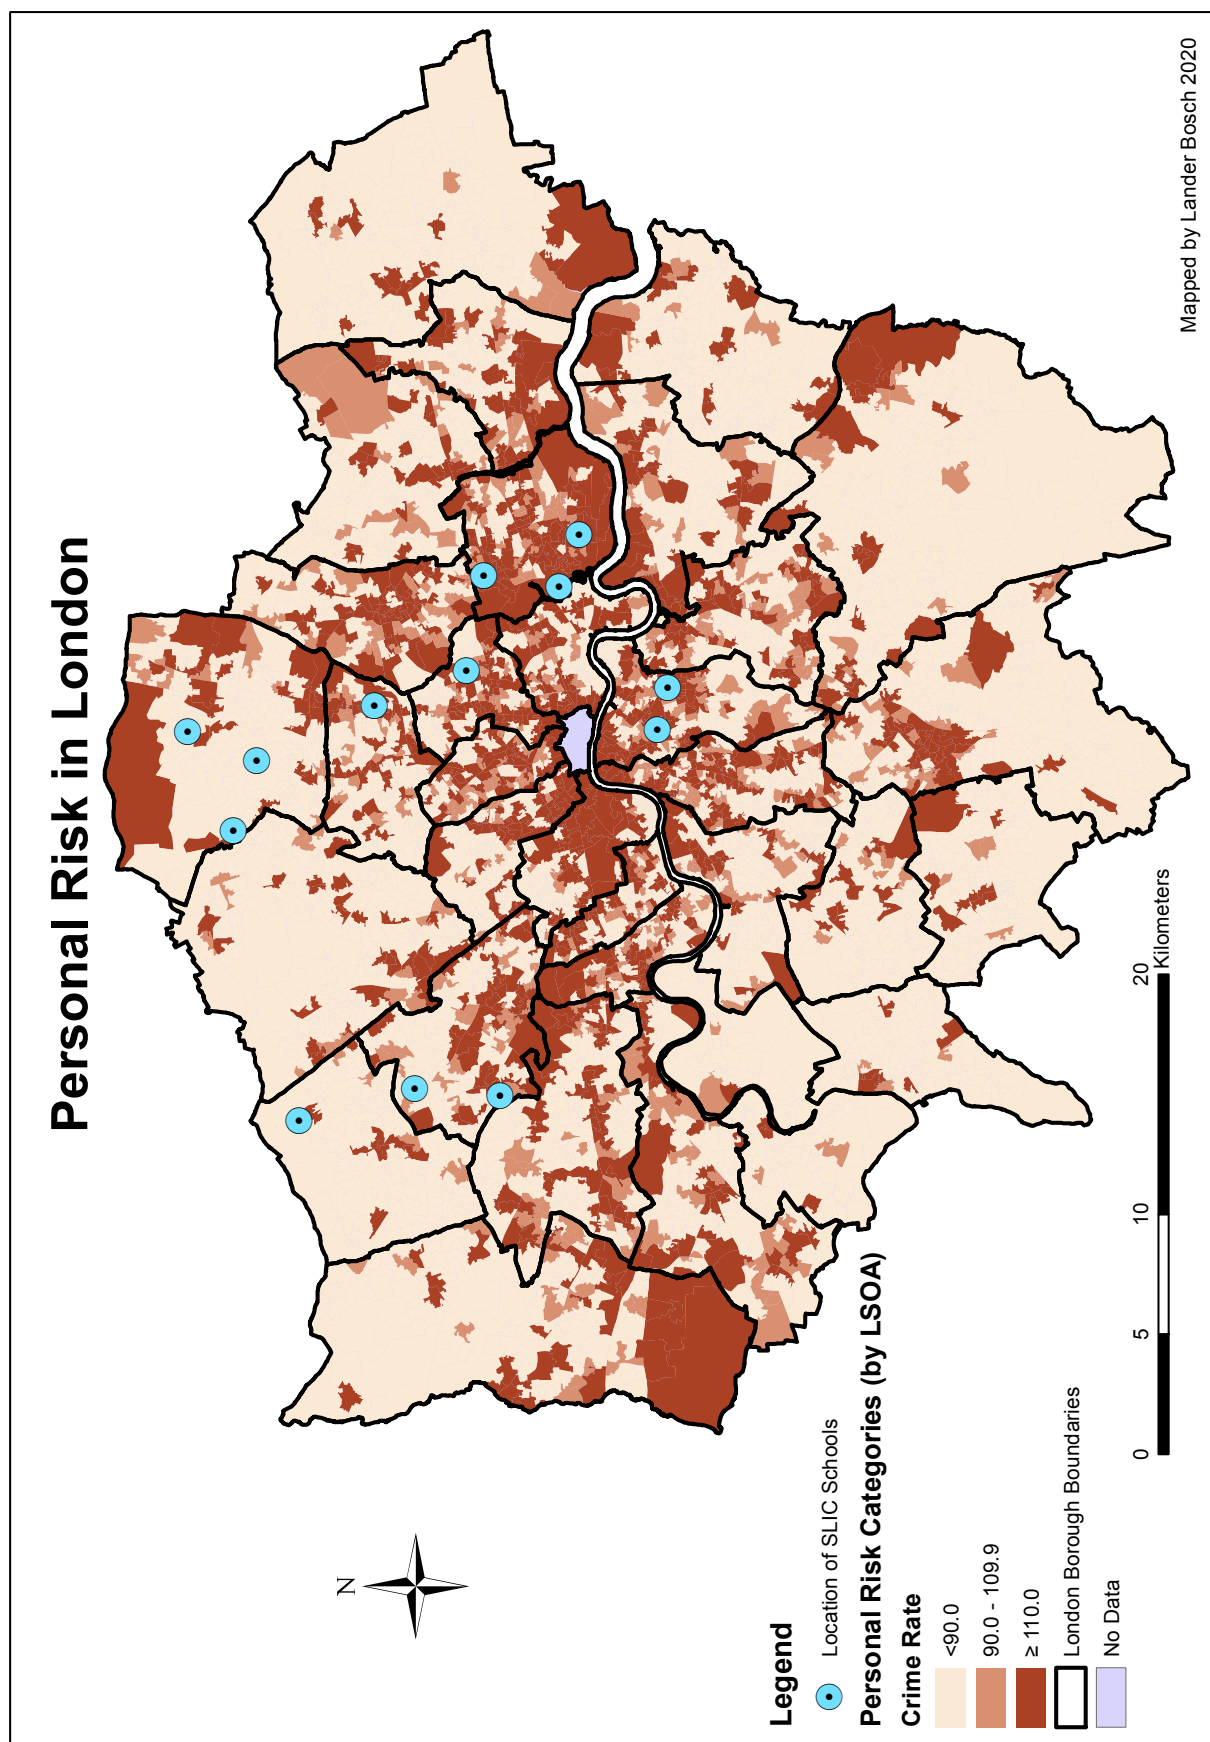 Personal Risk in London
N
Legend
Location of SLIC Schools
Personal Risk Categories (by LSOA)
Crime Rate
<90.0
90.0 - 109.9
≥ 110.0
London Borough Boundaries
No Data
0 5 10 20
Kilometers
Mapped by Lander Bosch 2020